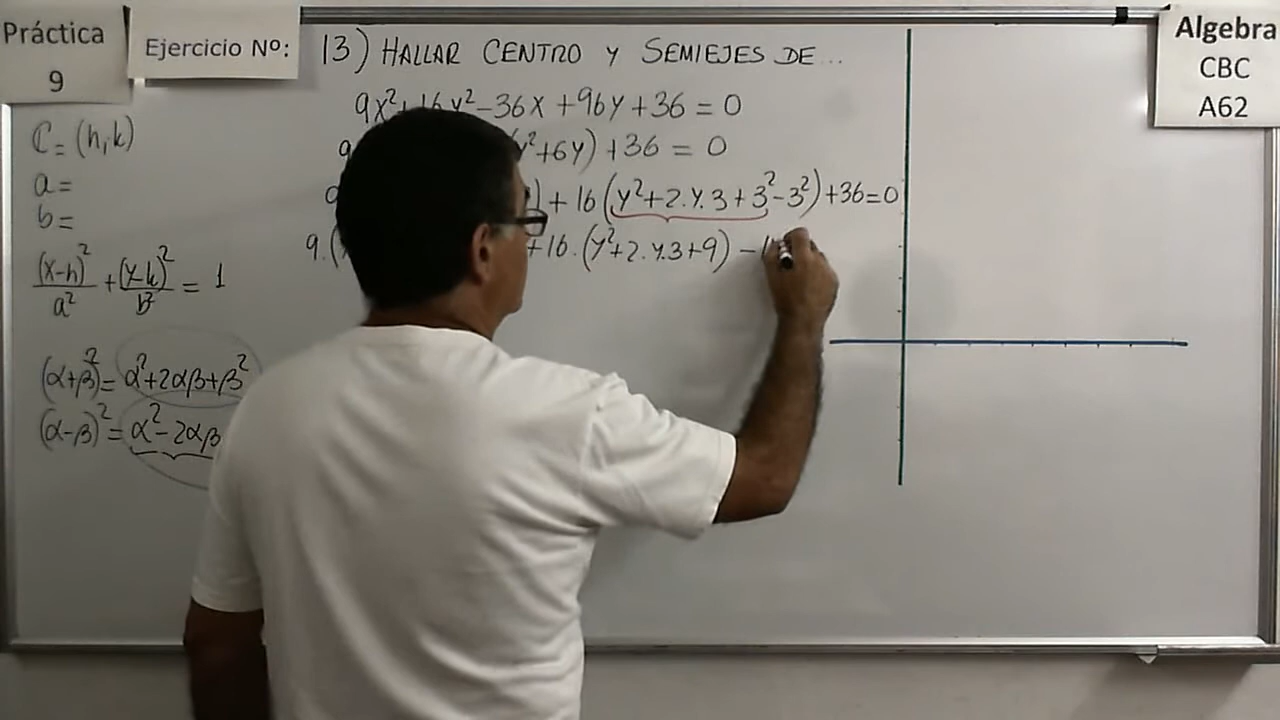 Práctica
9
Ejercicio Nº:
13) HALLAR CENTRO Y SEMIEJES DE...
Algebra
CBC
A62
9x²+16y²-36x+96y+36=0
y²+6y)+36=0
+16(y²+2.y.3+3²-3²)+36=0
9.( +16.(y²+2.y.3+9)-
C=(h,k)
a=
b=
(x-h)²/a²+(y-k)²/b²=1
(α+β)²=α²+2αβ+β²
(α-β)²=α²-2αβ